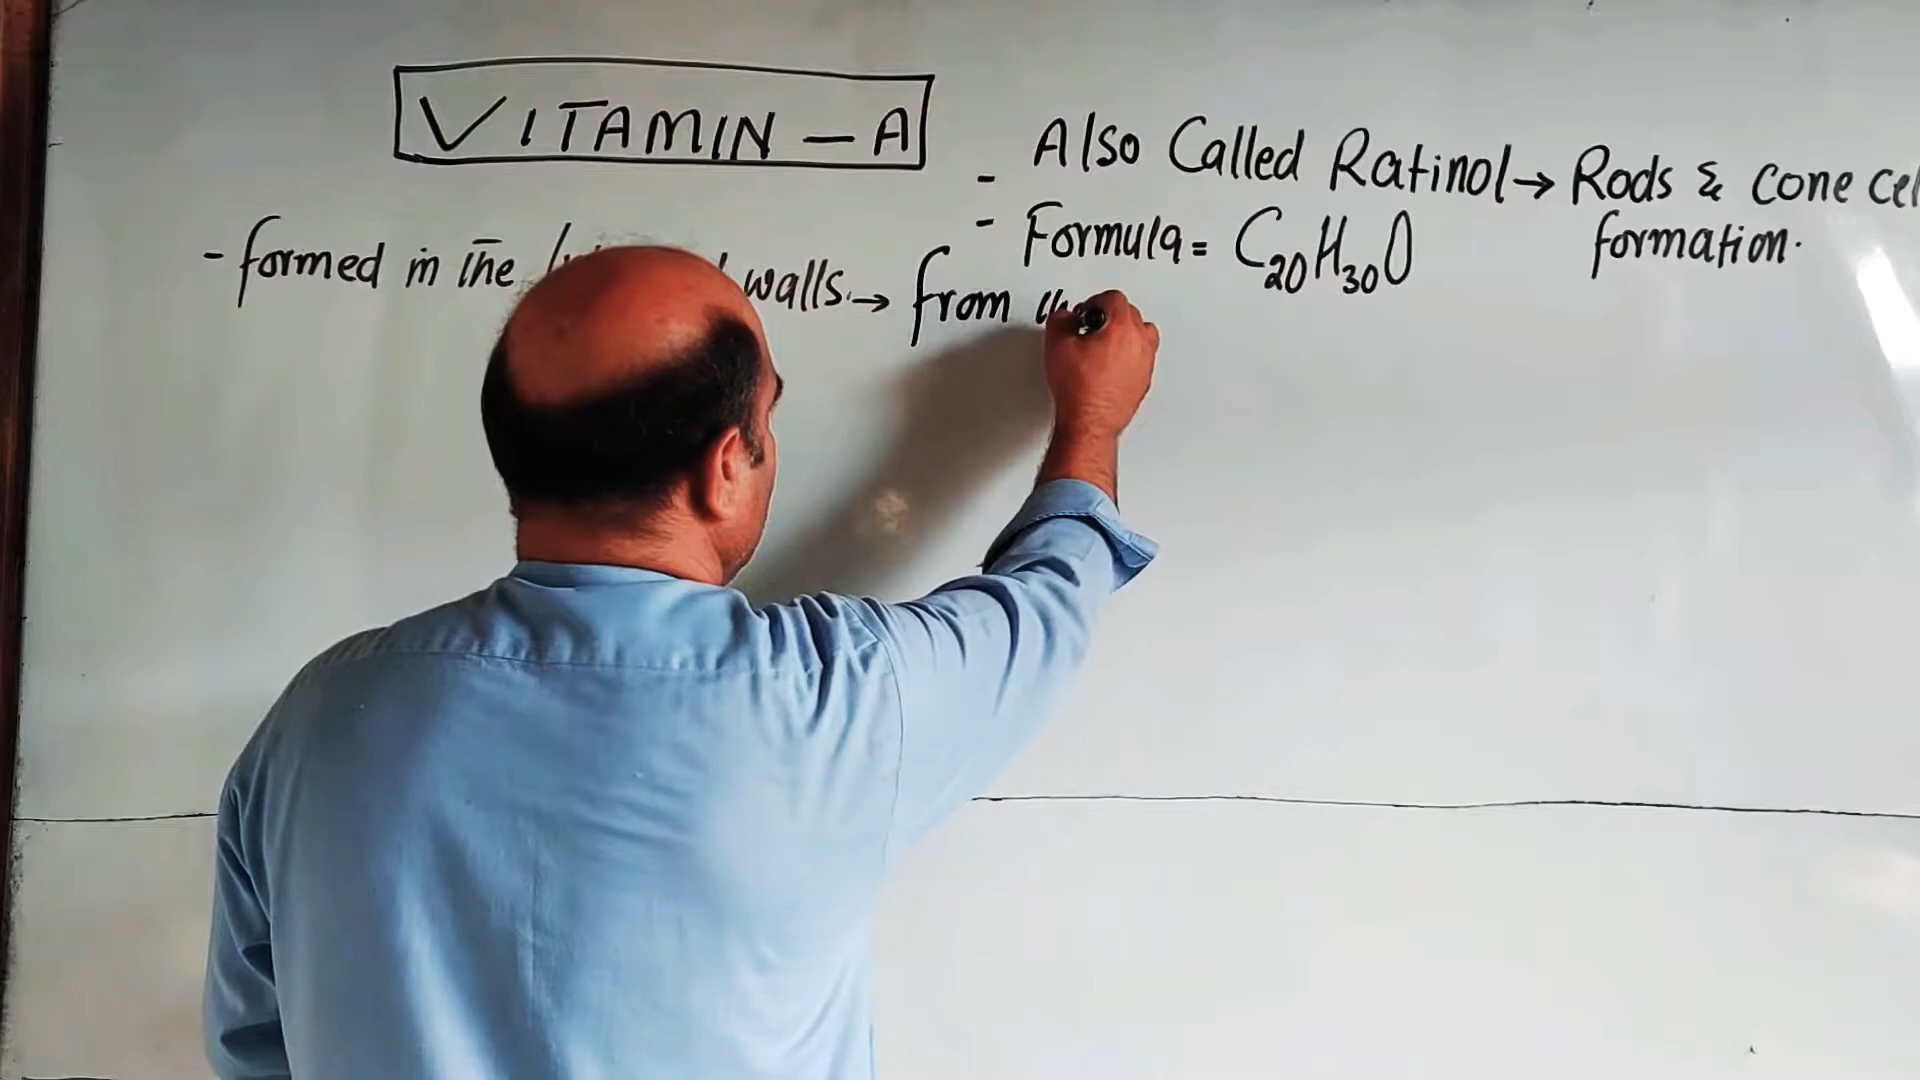 VITAMIN - A
- Also Called Ratinol → Rods & cone cel
formation.
- Formula = C20H30O
- formed in the walls. → from